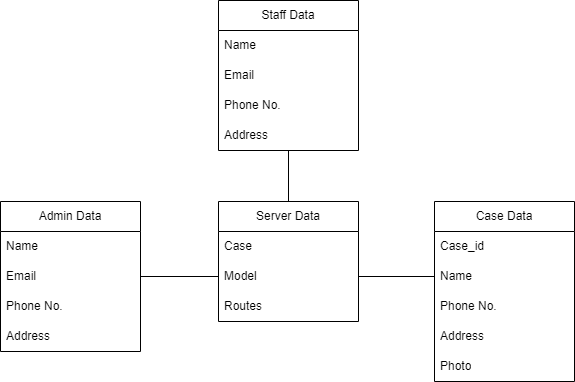 Staff Data
Name
Email
Phone No.
Address
Admin Data
Name
Email
Phone No.
Address
Server Data
Case
Model
Routes
Case Data
Case_id
Name
Phone No.
Address
Photo